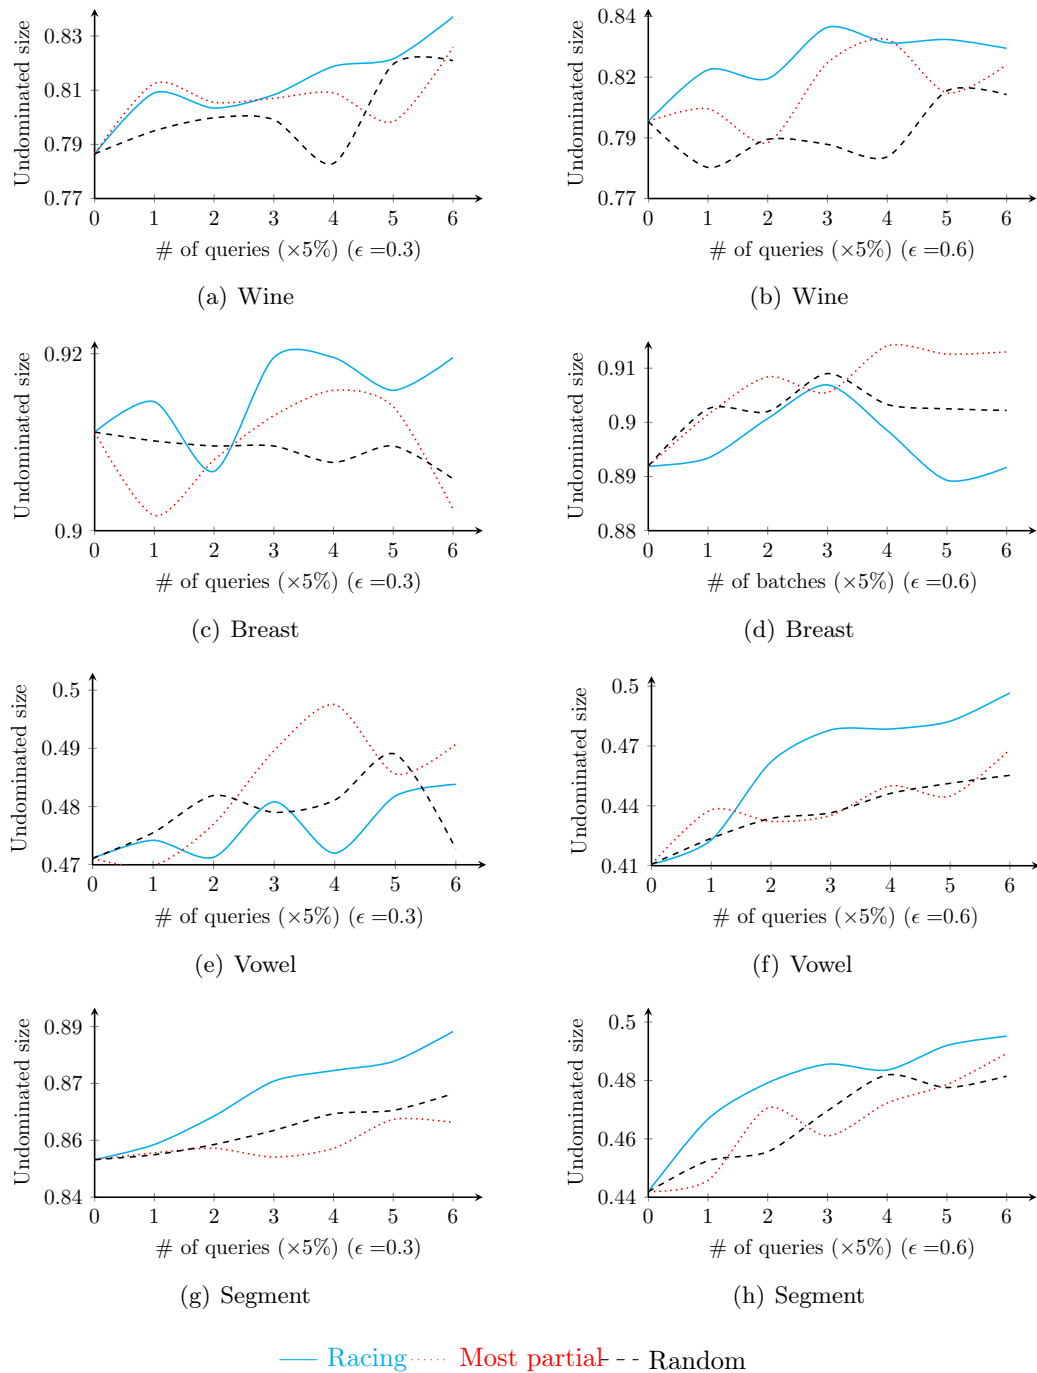 Undominated size
0.83
0.81
0.79
0.77
0 1 2 3 4 5 6
# of queries (×5%) (ϵ =0.3)
(a) Wine
Undominated size
0.84
0.82
0.79
0.77
0 1 2 3 4 5 6
# of queries (×5%) (ϵ =0.6)
(b) Wine
Undominated size
0.92
0.9
0 1 2 3 4 5 6
# of queries (×5%) (ϵ =0.3)
(c) Breast
Undominated size
0.91
0.9
0.89
0.88
0 1 2 3 4 5 6
# of batches (×5%) (ϵ =0.6)
(d) Breast
Undominated size
0.5
0.49
0.48
0.47
0 1 2 3 4 5 6
# of queries (×5%) (ϵ =0.3)
(e) Vowel
Undominated size
0.5
0.47
0.44
0.41
0 1 2 3 4 5 6
# of queries (×5%) (ϵ =0.6)
(f) Vowel
Undominated size
0.89
0.87
0.86
0.84
0 1 2 3 4 5 6
# of queries (×5%) (ϵ =0.3)
(g) Segment
Undominated size
0.5
0.48
0.46
0.44
0 1 2 3 4 5 6
# of queries (×5%) (ϵ =0.6)
(h) Segment
Racing Most partial Random